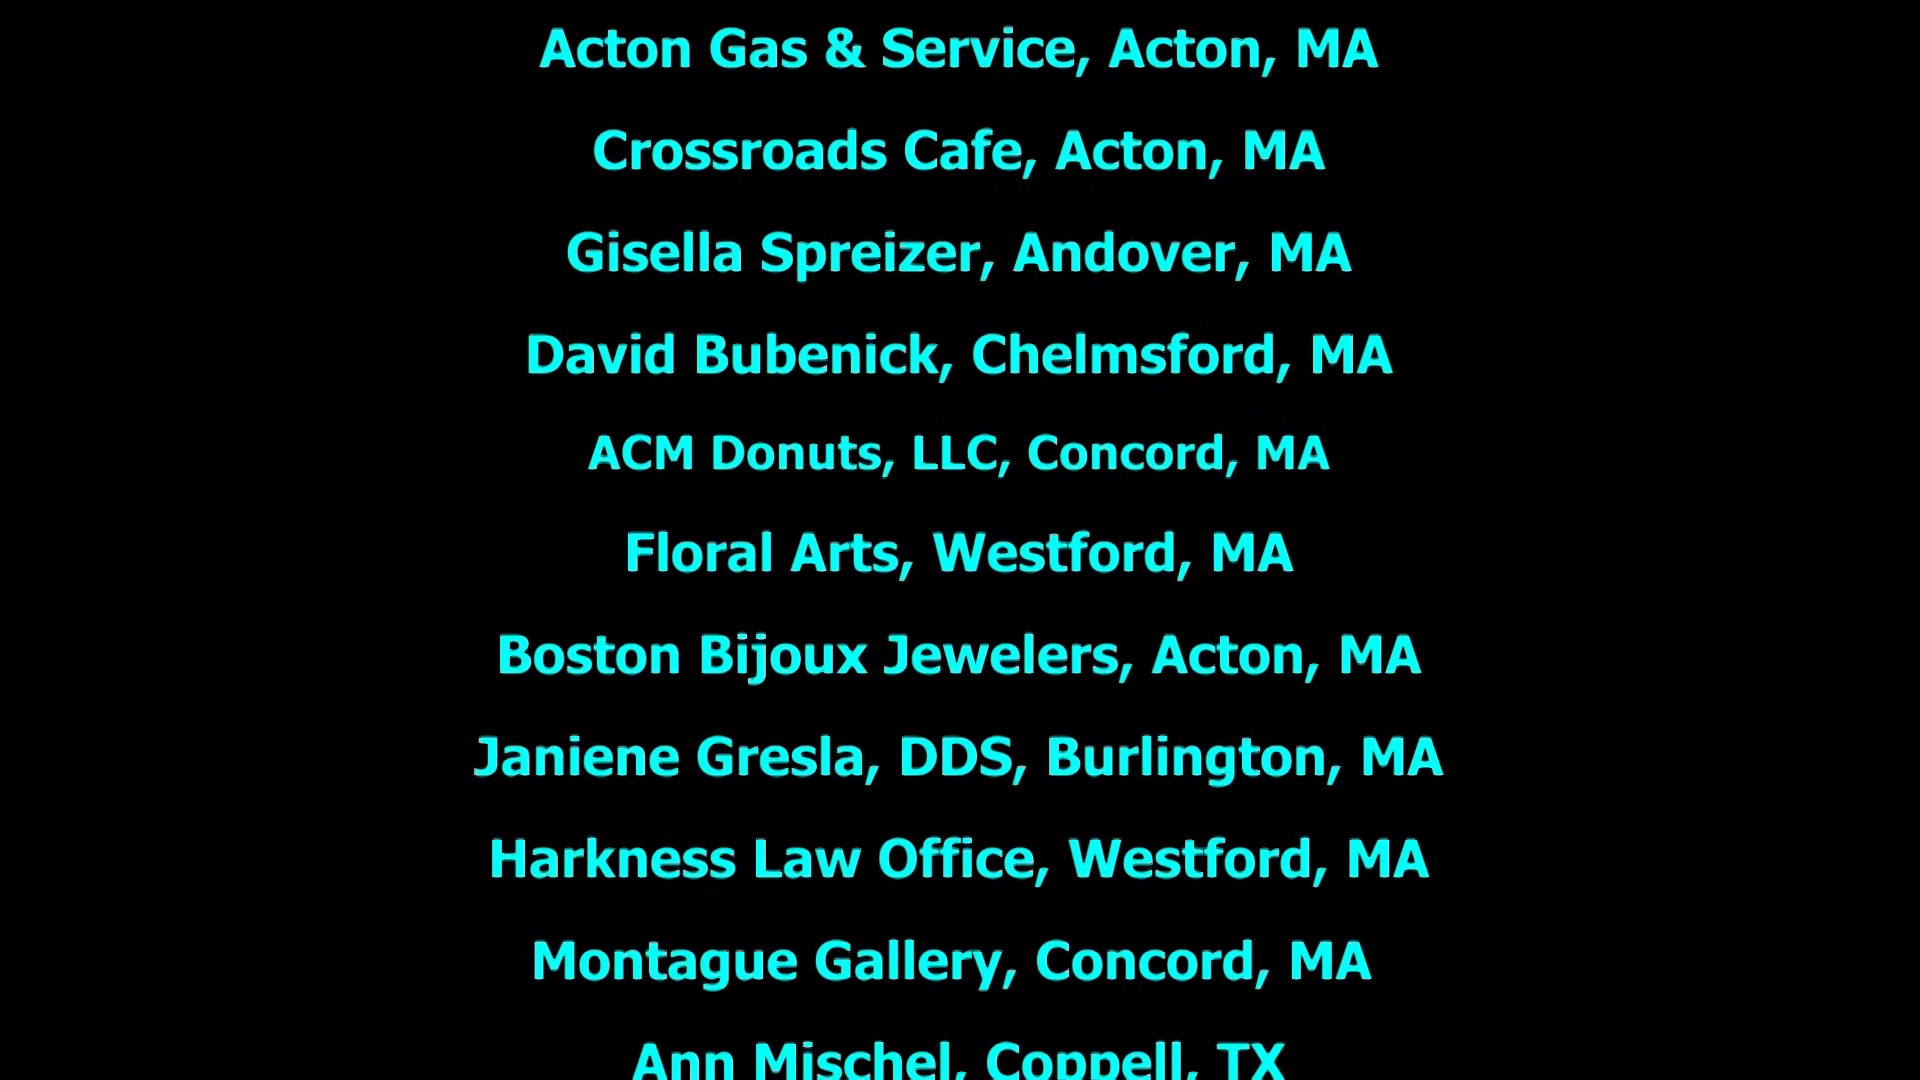 Acton Gas & Service, Acton, MA
Crossroads Cafe, Acton, MA
Gisella Spreizer, Andover, MA
David Bubenick, Chelmsford, MA
ACM Donuts, LLC, Concord, MA
Floral Arts, Westford, MA
Boston Bijoux Jewelers, Acton, MA
Janiene Gresla, DDS, Burlington, MA
Harkness Law Office, Westford, MA
Montague Gallery, Concord, MA
Ann Mischel, Coppell, TX